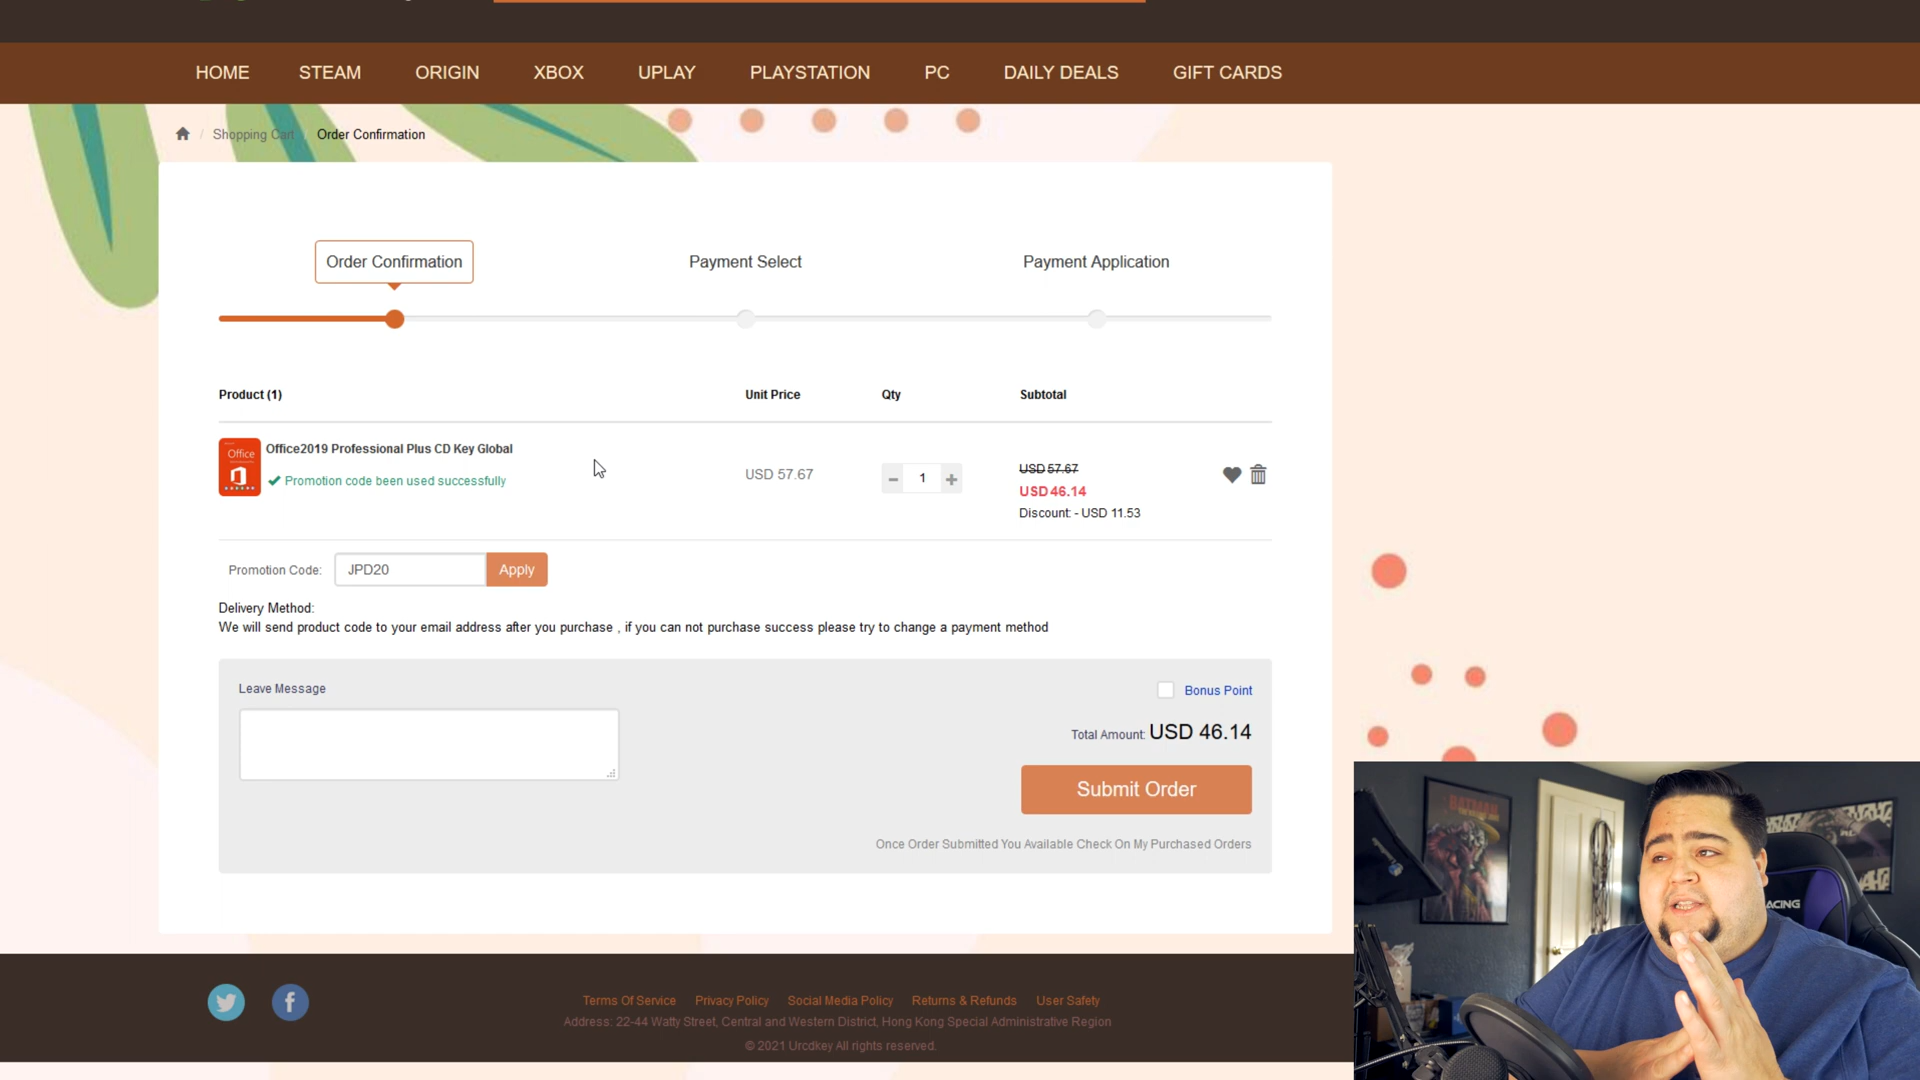 HOME STEAM ORIGIN XBOX UPLAY PLAYSTATION PC DAILY DEALS GIFT CARDS
/ Shopping Cart Order Confirmation
Order Confirmation Payment Select Payment Application
Product (1) Unit Price Qty Subtotal
Office
Office2019 Professional Plus CD Key Global
Promotion code been used successfully
USD 57.67
1
USD 57.67
USD 46.14
Discount: - USD 11.53
Promotion Code: JPD20 Apply
Delivery Method:
We will send product code to your email address after you purchase , if you can not purchase success please try to change a payment method
Leave Message
Bonus Point
Total Amount: USD 46.14
Submit Order
Once Order Submitted You Available Check On My Purchased Orders
Terms Of Service Privacy Policy Social Media Policy Returns & Refunds User Safety
Address: 22-44 Watty Street, Central and Western District, Hong Kong Special Administrative Region
© 2021 Urcdkey All rights reserved.
BATMAN
ACING